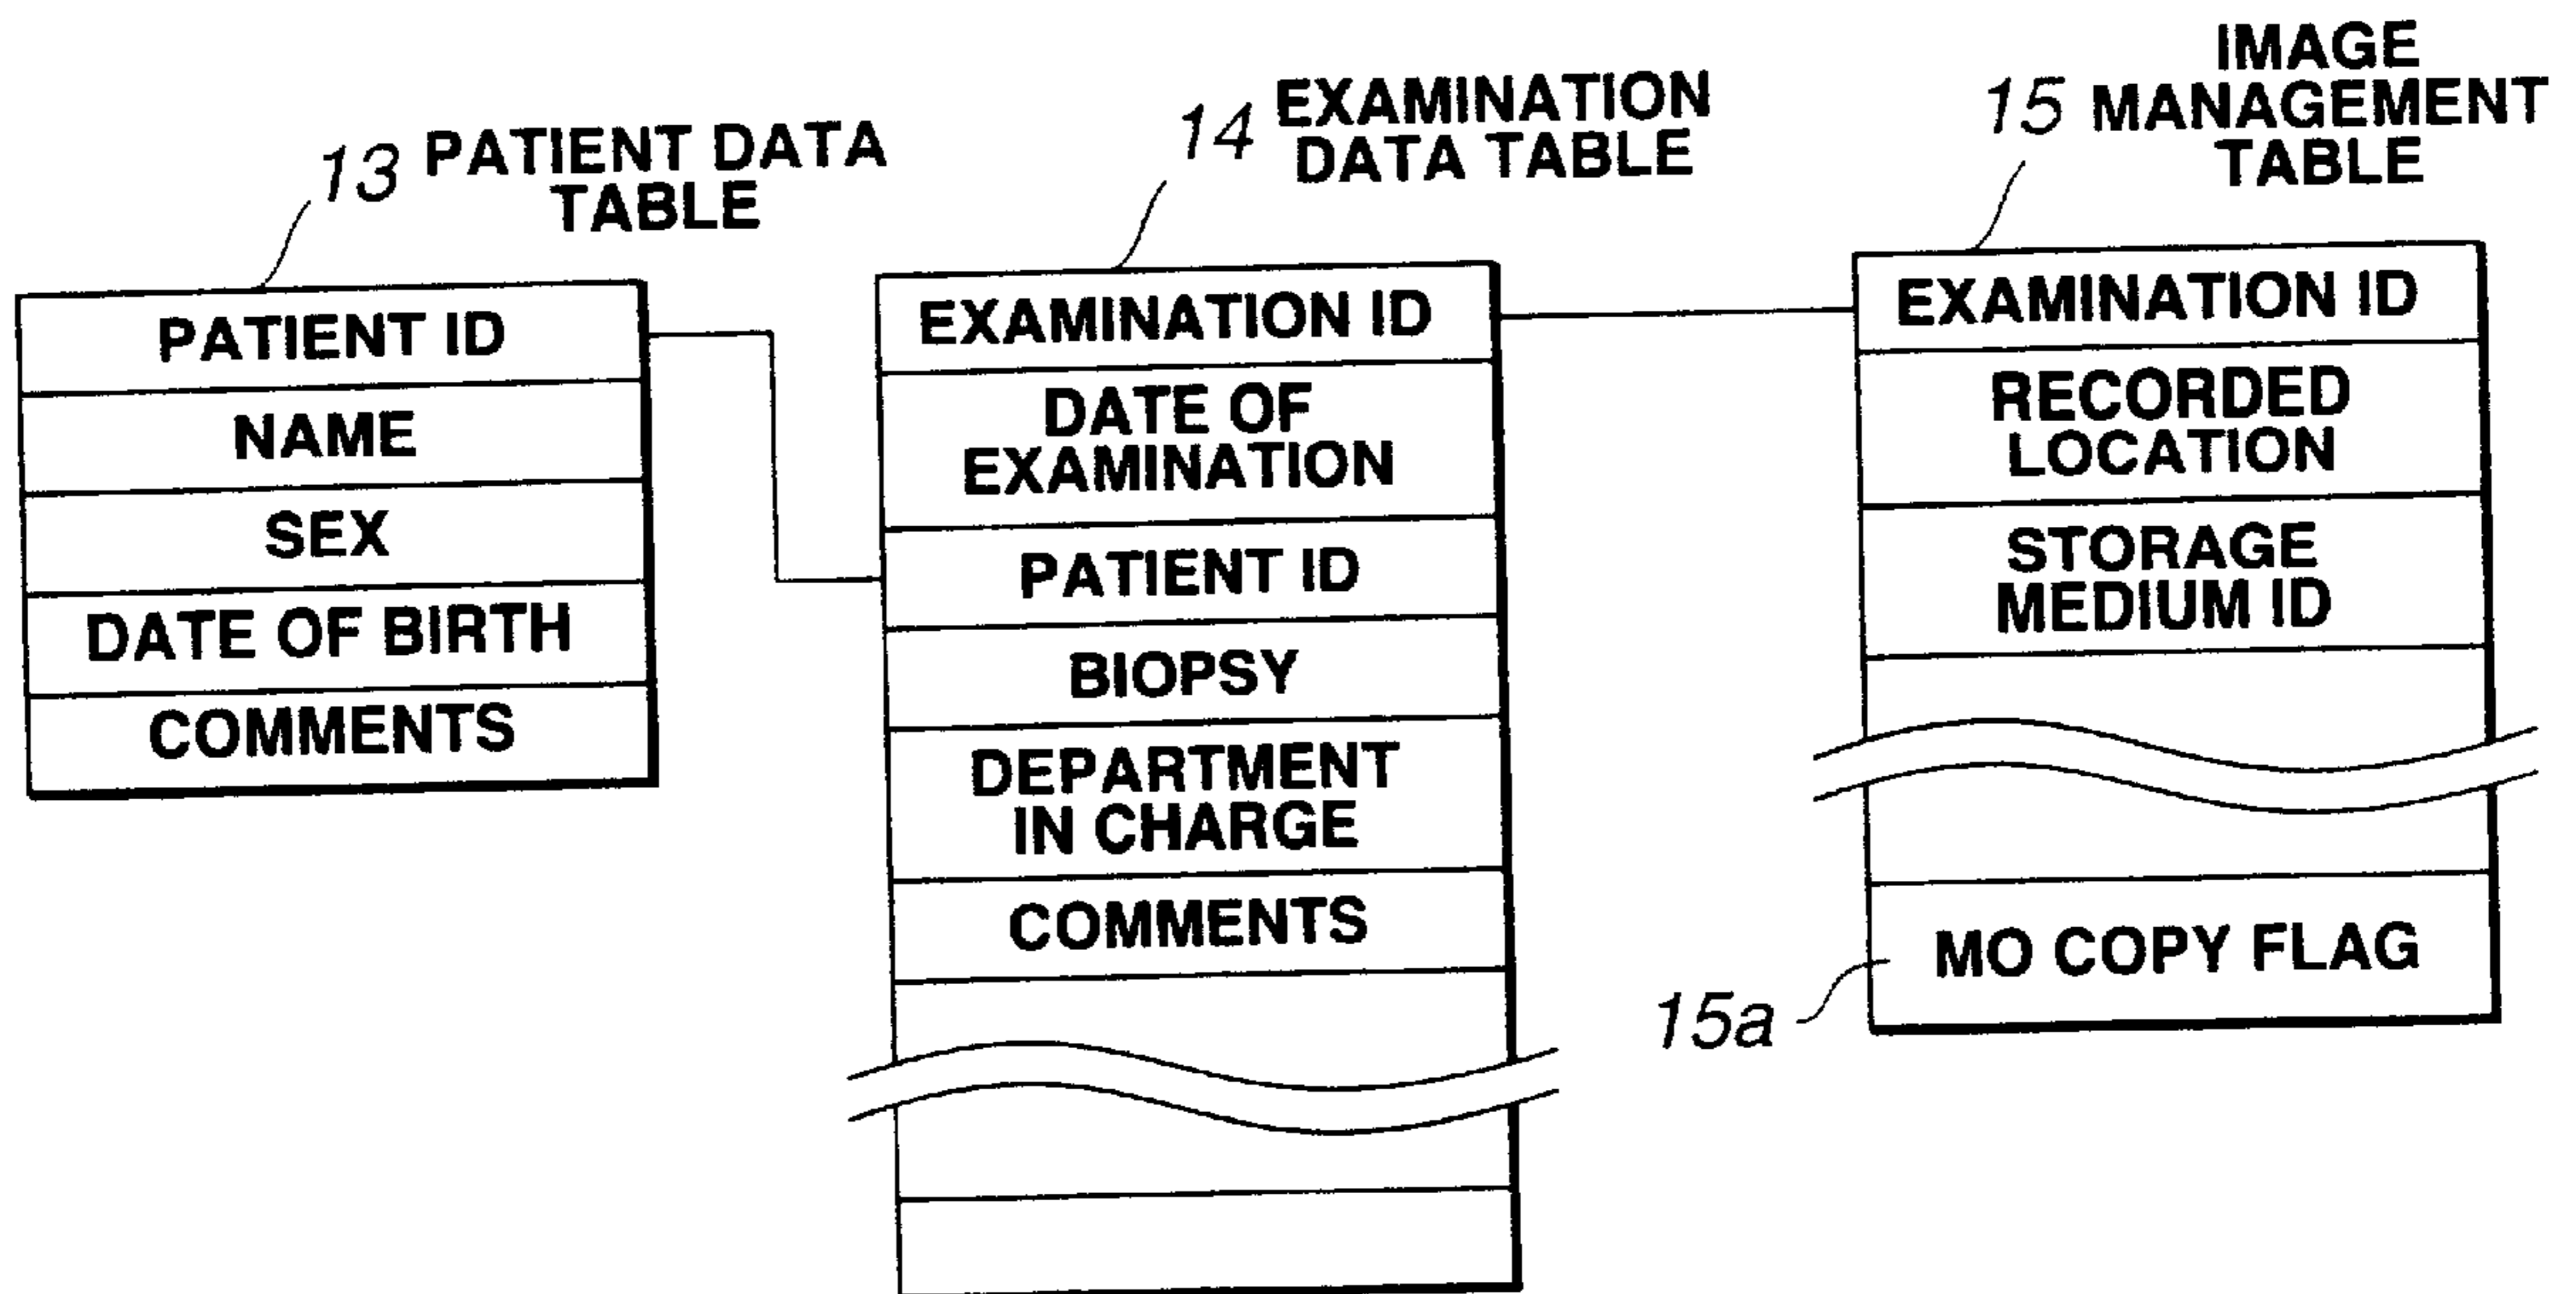 13 PATIENT DATA
TABLE
PATIENT ID
NAME
SEX
DATE OF BIRTH
COMMENTS
14 EXAMINATION
DATA TABLE
EXAMINATION ID
DATE OF
EXAMINATION
PATIENT ID
BIOPSY
DEPARTMENT
IN CHARGE
COMMENTS
IMAGE
15 MANAGEMENT
TABLE
EXAMINATION ID
RECORDED
LOCATION
STORAGE
MEDIUM ID
MO COPY FLAG
15a